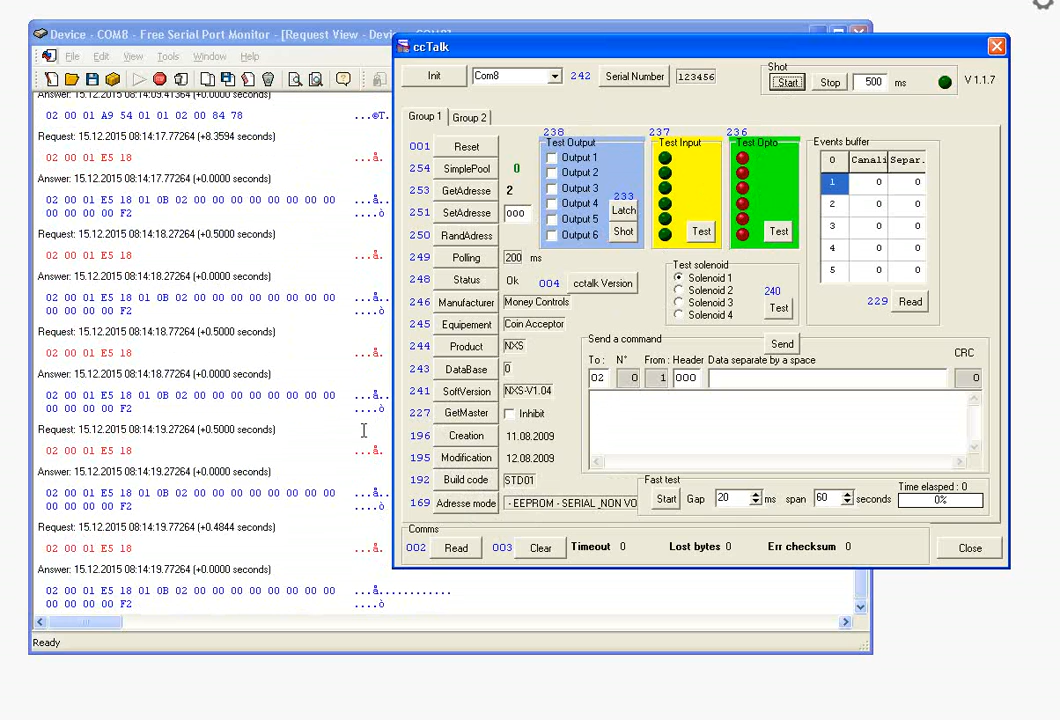 Device - COM8 - Free Serial Port Monitor - [Request View - Devi
File Edit View Tools Window Help
Answer: 15.12.2015 08:14:09.41364 (+0.0000 seconds)
02 00 01 A9 54 01 01 02 00 84 78 ...©T.
Request: 15.12.2015 08:14:17.77264 (+8.3594 seconds)
02 00 01 E5 18 ...å.
Answer: 15.12.2015 08:14:17.77264 (+0.0000 seconds)
02 00 01 E5 18 01 0B 02 00 00 00 00 00 00 00 ...å..
00 00 00 00 F2 ....ò
Request: 15.12.2015 08:14:18.27264 (+0.5000 seconds)
02 00 01 E5 18 ...å.
Answer: 15.12.2015 08:14:18.27264 (+0.0000 seconds)
02 00 01 E5 18 01 0B 02 00 00 00 00 00 00 00 ...å..
00 00 00 00 F2 ....ò
Request: 15.12.2015 08:14:18.77264 (+0.5000 seconds)
02 00 01 E5 18 ...å.
Answer: 15.12.2015 08:14:18.77264 (+0.0000 seconds)
02 00 01 E5 18 01 0B 02 00 00 00 00 00 00 00 ...å..
00 00 00 00 F2 ....ò
Request: 15.12.2015 08:14:19.27264 (+0.5000 seconds)
02 00 01 E5 18 ...å.
Answer: 15.12.2015 08:14:19.27264 (+0.0000 seconds)
02 00 01 E5 18 01 0B 02 00 00 00 00 00 00 00 ...å..
00 00 00 00 F2 ....ò
Request: 15.12.2015 08:14:19.77264 (+0.4844 seconds)
02 00 01 E5 18 ...å.
Answer: 15.12.2015 08:14:19.77264 (+0.0000 seconds)
02 00 01 E5 18 01 0B 02 00 00 00 00 00 00 00 ...å............
00 00 00 00 F2 ....ò
Ready
ccTalk
Init Com8 242 Serial Number 123456
Shot
Start Stop 500 ms V 1.1.7
Group 1 Group 2
001 Reset
254 SimplePool 0
253 GetAdresse 2
251 SetAdresse 000
250 RandAdress
249 Polling 200 ms
248 Status Ok 004 cctalk Version
246 Manufacturer Money Controls
245 Equipement Coin Acceptor
244 Product NXS
243 DataBase 0
241 SoftVersion NXS-V1.04
227 GetMaster Inhibit
196 Creation 11.08.2009
195 Modification 12.08.2009
192 Build code STD01
169 Adresse mode - EEPROM - SERIAL_NON VO
238
Test Output
Output 1
Output 2
Output 3
Output 4
Output 5
Output 6
233
Latch
Shot
237
Test Input
Test
236
Test Opto
Test
Events buffer
0 Canali Separ.
1 0 0
2 0 0
3 0 0
4 0 0
5 0 0
229 Read
Test solenoid
Solenoid 1
Solenoid 2
Solenoid 3
Solenoid 4
240
Test
Send a command Send
To : N° From : Header Data separate by a space CRC
02 0 1 000 0
Fast test
Start Gap 20 ms span 60 seconds
Time elasped : 0
0%
Comms
002 Read 003 Clear Timeout 0 Lost bytes 0 Err checksum 0 Close